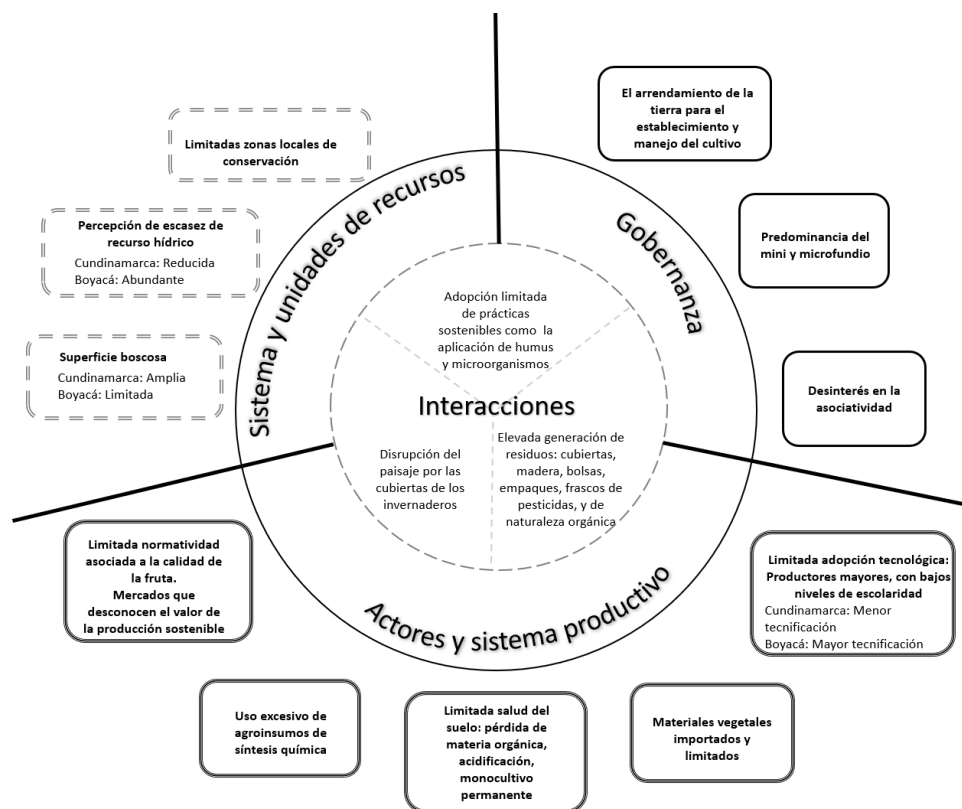 Limitadas zonas locales de
conservación
Percepción de escasez de
recurso hídrico
Cundinamarca: Reducida
Boyacá: Abundante
Superficie boscosa
Cundinamarca: Amplia
Boyacá: Limitada
Sistema y unidades de recursos
El arrendamiento de la
tierra para el
establecimiento y
manejo del cultivo
Predominancia del
mini y microfundio
Desinterés en la
asociatividad
Gobernanza
Adopción limitada
de prácticas
sostenibles como la
aplicación de humus
y microorganismos
Interacciones
Disrupción del
paisaje por las
cubiertas de los
invernaderos
Elevada generación de
residuos: cubiertas,
madera, bolsas,
empaques, frascos de
pesticidas, y de
naturaleza orgánica
Actores y sistema productivo
Limitada normatividad
asociada a la calidad de
la fruta.
Mercados que
desconocen el valor de
la producción sostenible
Uso excesivo de
agroinsumos de
síntesis química
Limitada salud del
suelo: pérdida de
materia orgánica,
acidificación,
monocultivo
permanente
Materiales vegetales
importados y
limitados
Limitada adopción tecnológica:
Productores mayores, con bajos
niveles de escolaridad
Cundinamarca: Menor
tecnificación
Boyacá: Mayor tecnificación